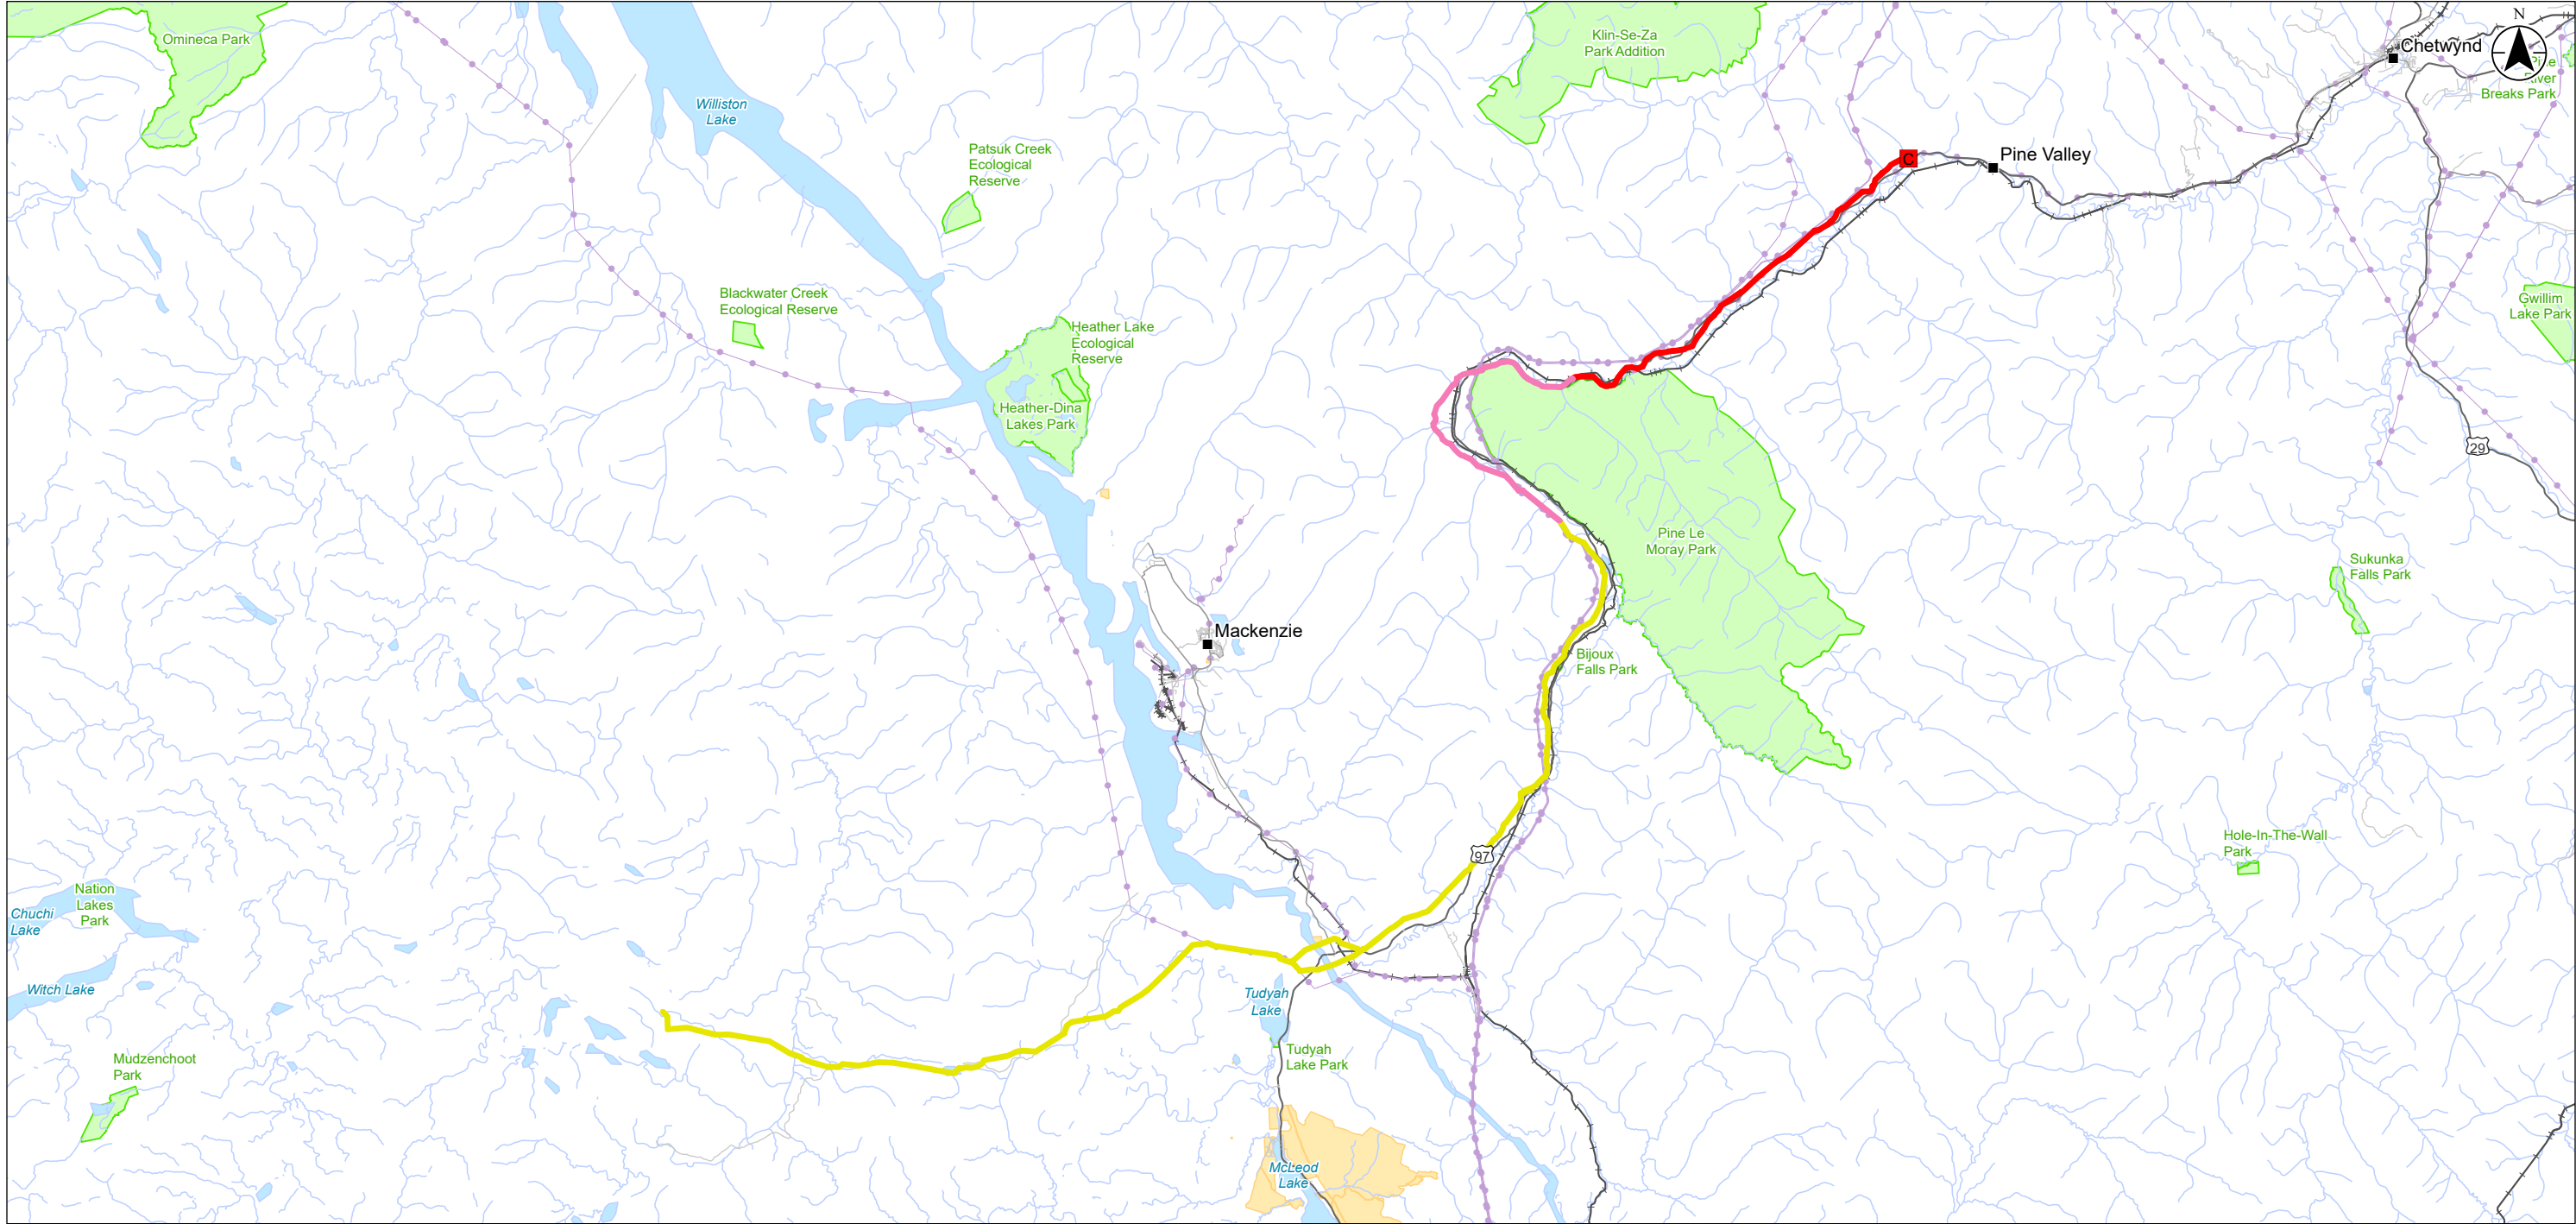 Omineca Park
Klin-Se-Za
Park Addition
N
Chetwynd
Pine
River
Breaks Park
Williston
Lake
Patsuk Creek
Ecological
Reserve
C
Pine Valley
Blackwater Creek
Ecological Reserve
Gwillim
Lake Park
Heather Lake
Ecological
Reserve
Heather-Dina
Lakes Park
29
Pine Le
Moray Park
Sukunka
Falls Park
Mackenzie
Bijoux
Falls Park
Hole-In-The-Wall
Park
97
Nation
Lakes
Park
Chuchi
Lake
Witch Lake
Tudyah
Lake
Tudyah
Lake Park
Mudzenchoot
Park
McLeod
Lake